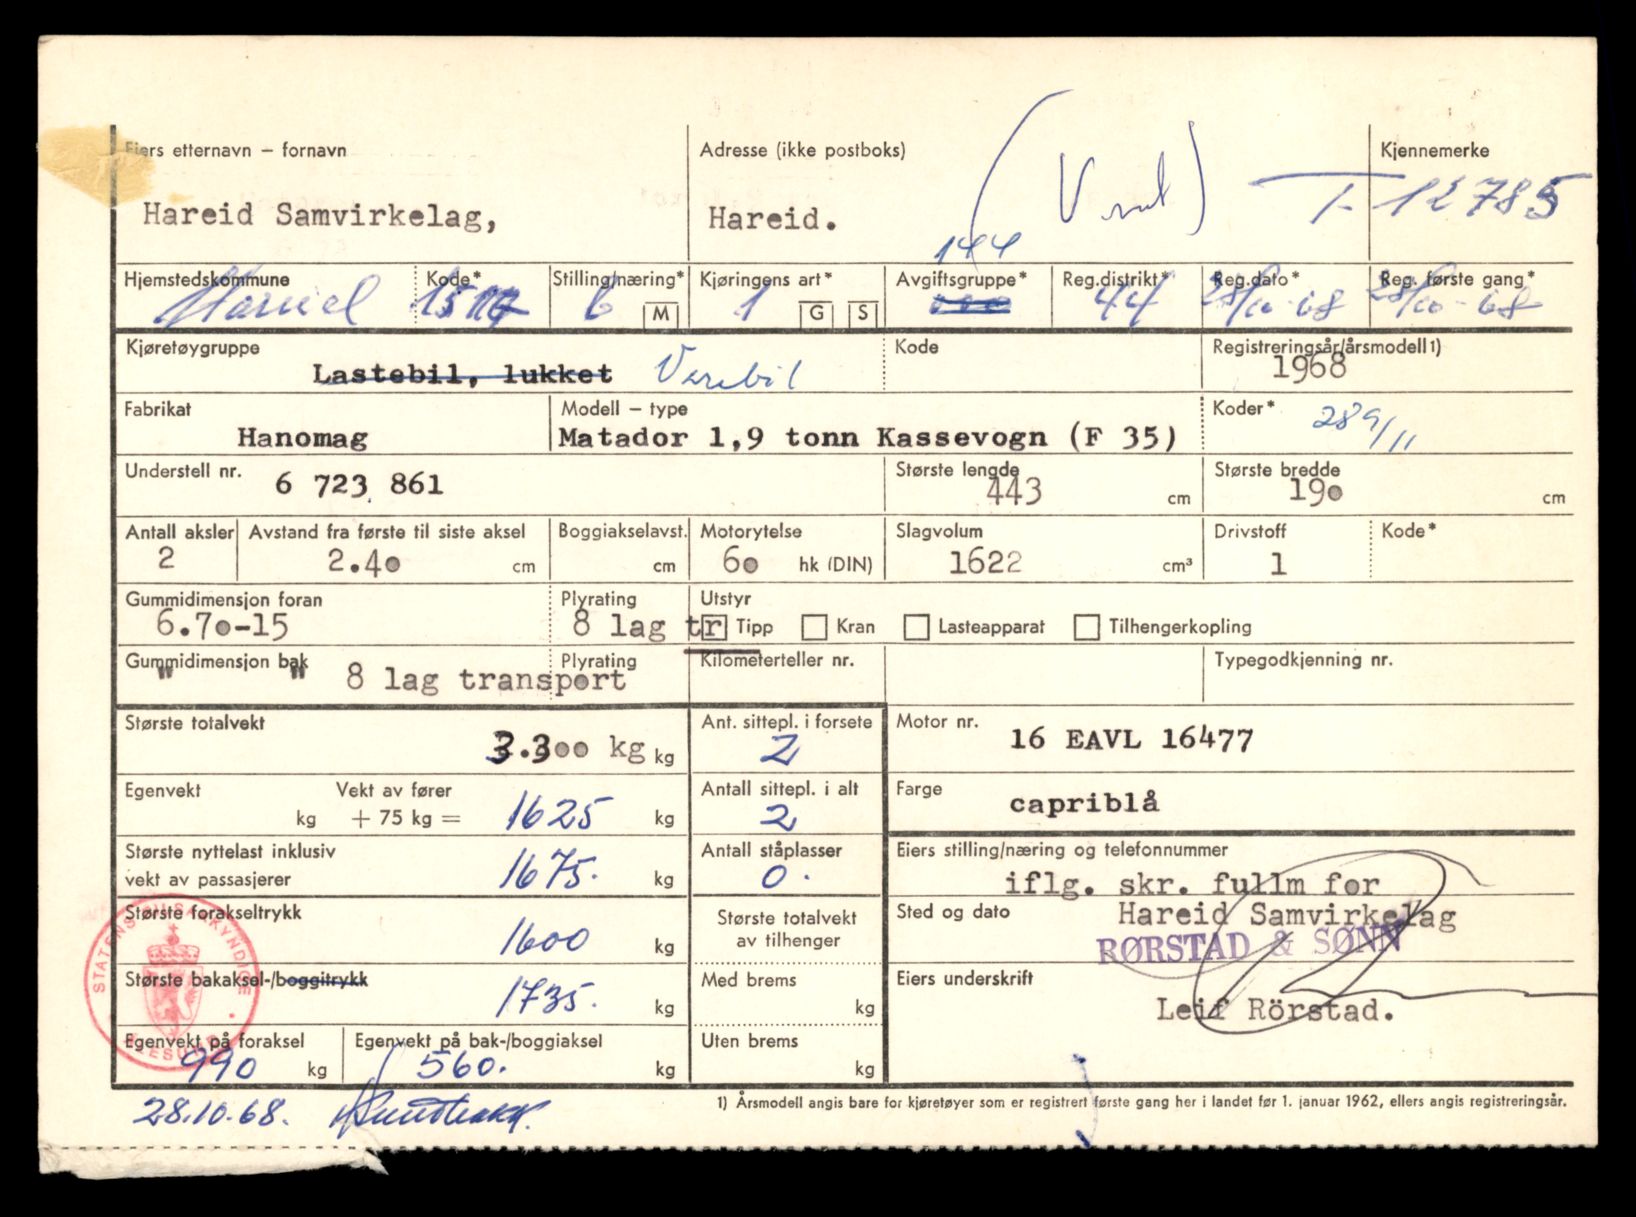 Eiers etternavn – fornavn
Adresse (ikke postboks)
Kjennemerke
Hareid Samvirkelag,
Hareid.
T-12785
144
Hjemstedskommune
Kode*
Stilling/næring*
Kjøringens art*
Avgiftsgruppe*
Reg.distrikt*
Reg.dato*
Reg. første gang*
6 M
1 G S
44
28/10-68
28/10-68
Kjøretøygruppe
Kode
Registreringsår/årsmodell1)
Lastebil, lukket Varebil
1968
Fabrikat
Modell – type
Koder*
Hanomag
Matador 1,9 tonn Kassevogn (F 35)
289/11
Understell nr.
Største lengde
Største bredde
6 723 861
443 cm
190 cm
Antall aksler
Avstand fra første til siste aksel
Boggiakselavst.
Motorytelse
Slagvolum
Drivstoff
Kode*
2
2.40 cm
cm
60 hk (DIN)
1622 cm³
1
Gummidimensjon foran
Plyrating
Utstyr
6.70-15
8 lag tr
Tipp
Kran
Lasteapparat
Tilhengerkopling
Gummidimensjon bak
Plyrating
Kilometerteller nr.
Typegodkjenning nr.
" " 8 lag transport
Største totalvekt
Ant. sittepl. i forsete
Motor nr.
3.300 kg kg
2
16 EAVL 16477
Egenvekt
Vekt av fører
Antall sittepl. i alt
Farge
kg + 75 kg = 1625 kg
2
capriblå
Største nyttelast inklusiv
vekt av passasjerer
1675. kg
Antall ståplasser
0.
Eiers stilling/næring og telefonnummer
iflg. skr. fullm for
Største forakseltrykk
1600 kg
Største totalvekt
av tilhenger
Sted og dato
Hareid Samvirkelag
RØRSTAD & SØNN
Største bakaksel-/boggitrykk
1735. kg
Med brems
kg
Eiers underskrift
Leif Rörstad.
STATENS BILSAKKYNDIGE
ÅLESUND
Egenvekt på foraksel
Egenvekt på bak-/boggiaksel
Uten brems
990 kg
560. kg
kg
28.10.68.
1) Årsmodell angis bare for kjøretøyer som er registrert første gang her i landet før 1. januar 1962, ellers angis registreringsår.